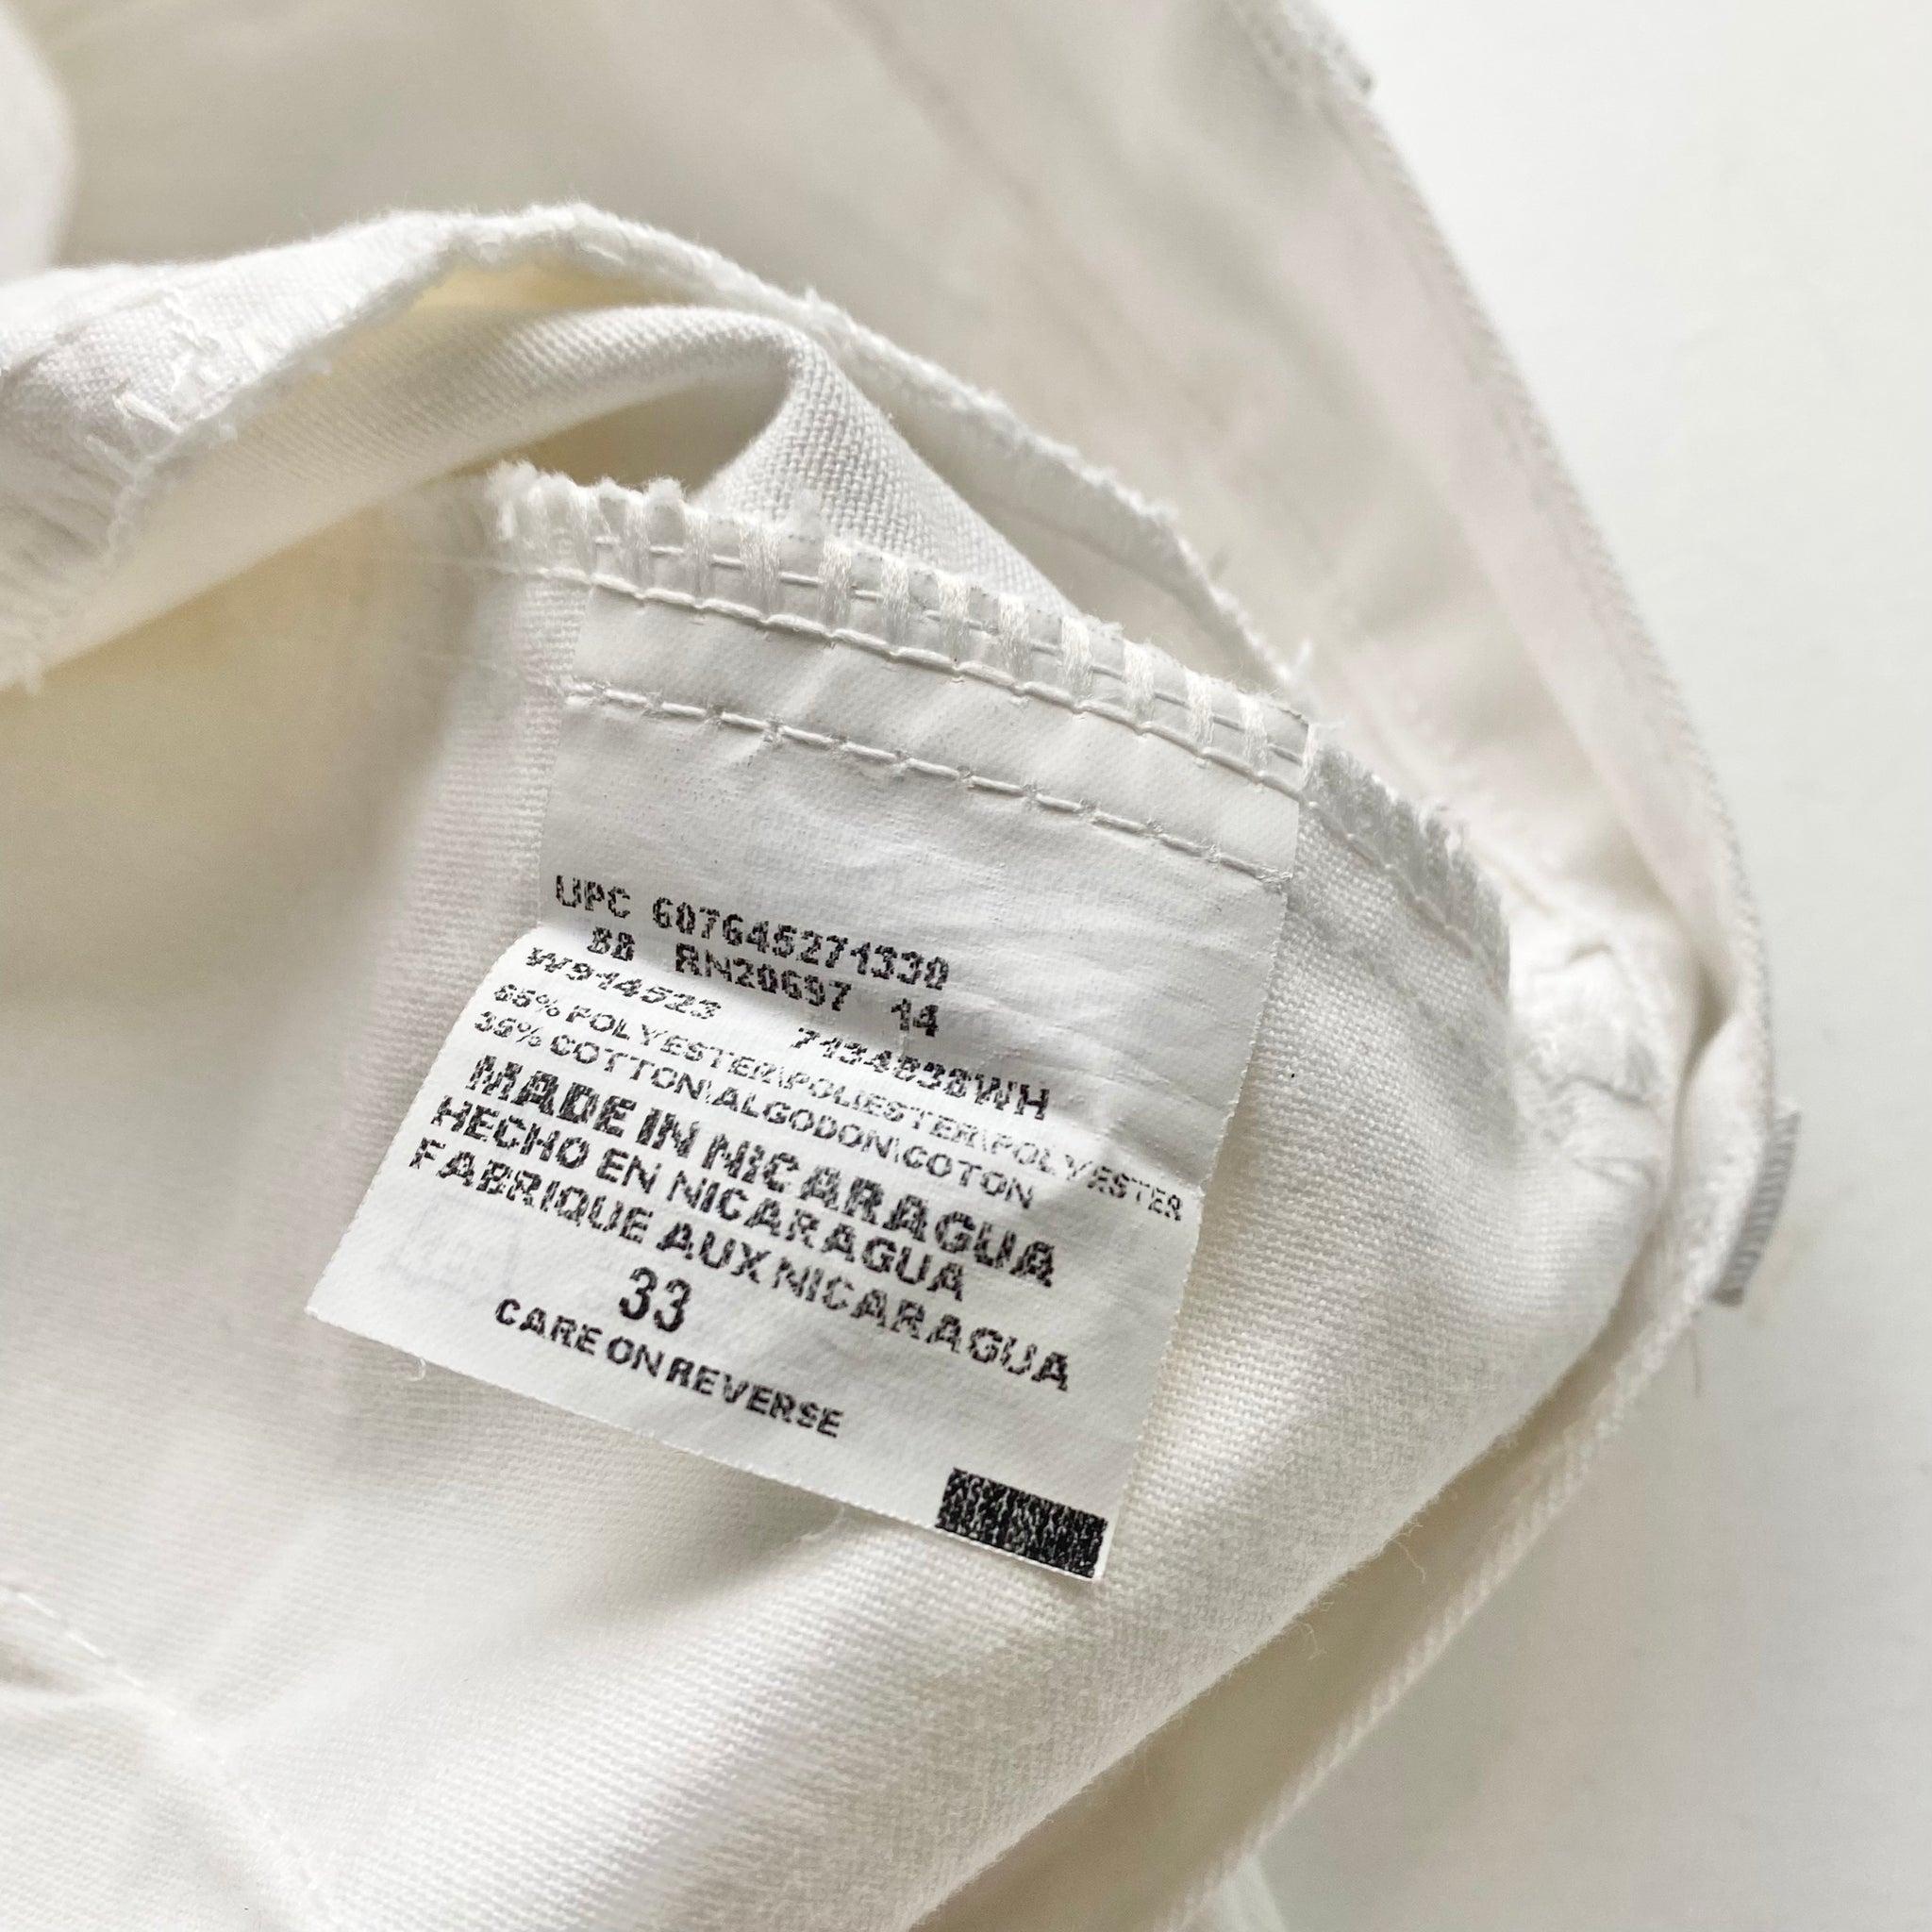 UPC 607645271330
88 RN20697 14
W914523 7134838WH
65% POLYESTER\POLIESTER\POLYESTER
35% COTTON\ALGODON\COTON
MADE IN NICARAGUA
HECHO EN NICARAGUA
FABRIQUE AUX NICARAGUA
33
CARE ON REVERSE